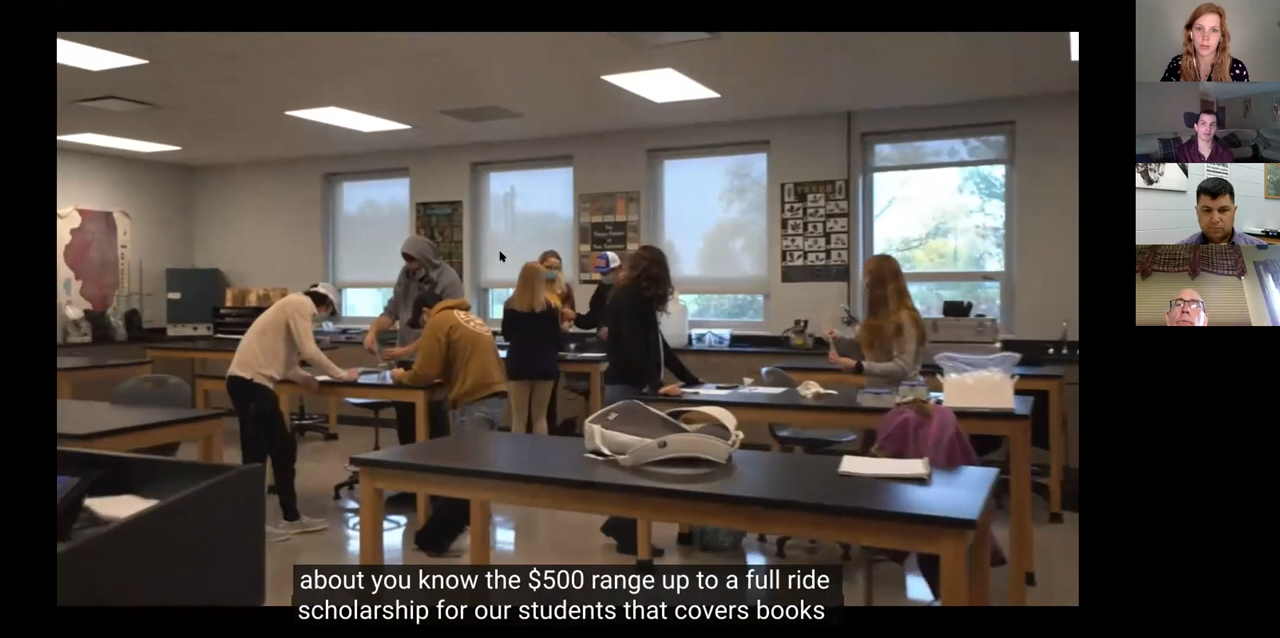 about you know the $500 range up to a full ride
scholarship for our students that covers books